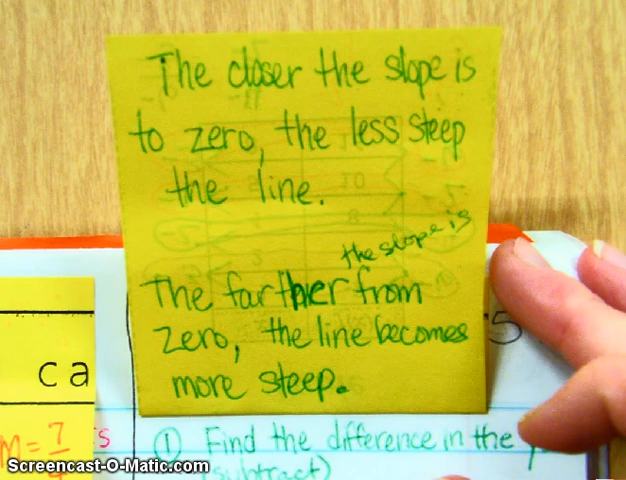 The closer the slope is
to zero, the less steep
the line.
the slope is
The farther from
zero, the line becomes
more steep.
ca
5
M = 7/
s
① Find the difference in the
(subtract)
Screencast-O-Matic.com